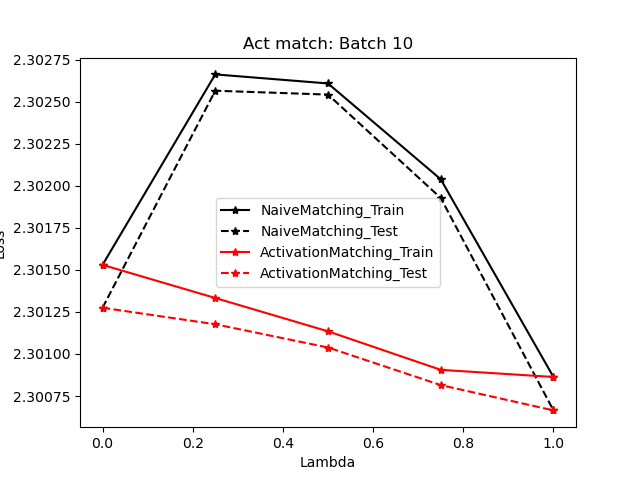 Act match: Batch 10
2.30275
2.30250
2.30225
2.30200
2.30175
2.30150
2.30125
2.30100
2.30075
Loss
NaiveMatching_Train
NaiveMatching_Test
ActivationMatching_Train
ActivationMatching_Test
0.0 0.2 0.4 0.6 0.8 1.0
Lambda